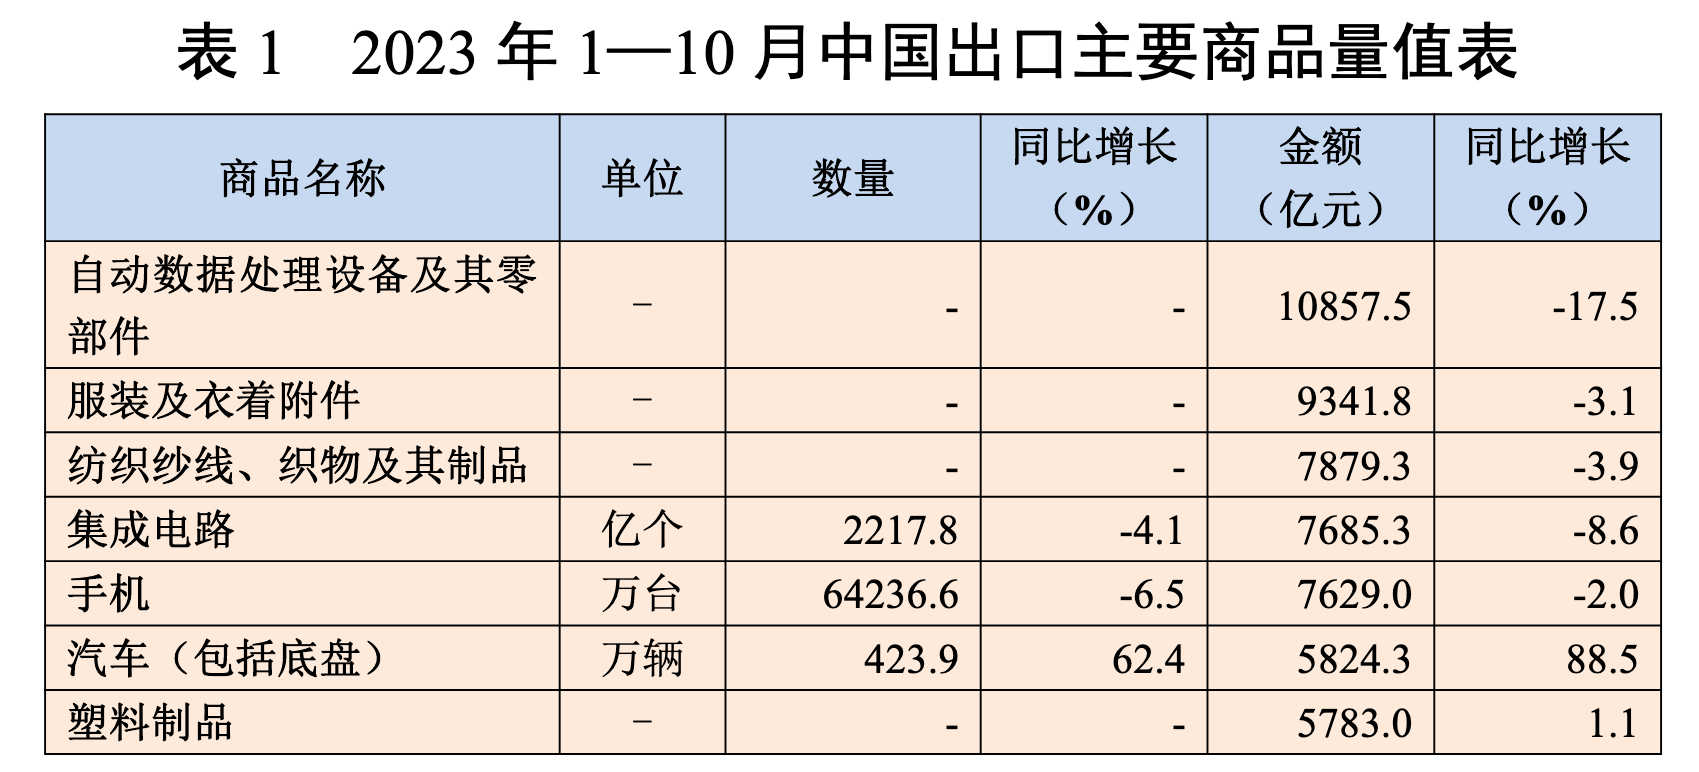 表 1　2023 年 1—10 月中国出口主要商品量值表
商品名称 单位 数量 同比增长（%） 金额（亿元） 同比增长（%）
自动数据处理设备及其零部件 – - - 10857.5 -17.5
服装及衣着附件 – - - 9341.8 -3.1
纺织纱线、织物及其制品 – - - 7879.3 -3.9
集成电路 亿个 2217.8 -4.1 7685.3 -8.6
手机 万台 64236.6 -6.5 7629.0 -2.0
汽车（包括底盘） 万辆 423.9 62.4 5824.3 88.5
塑料制品 – - - 5783.0 1.1